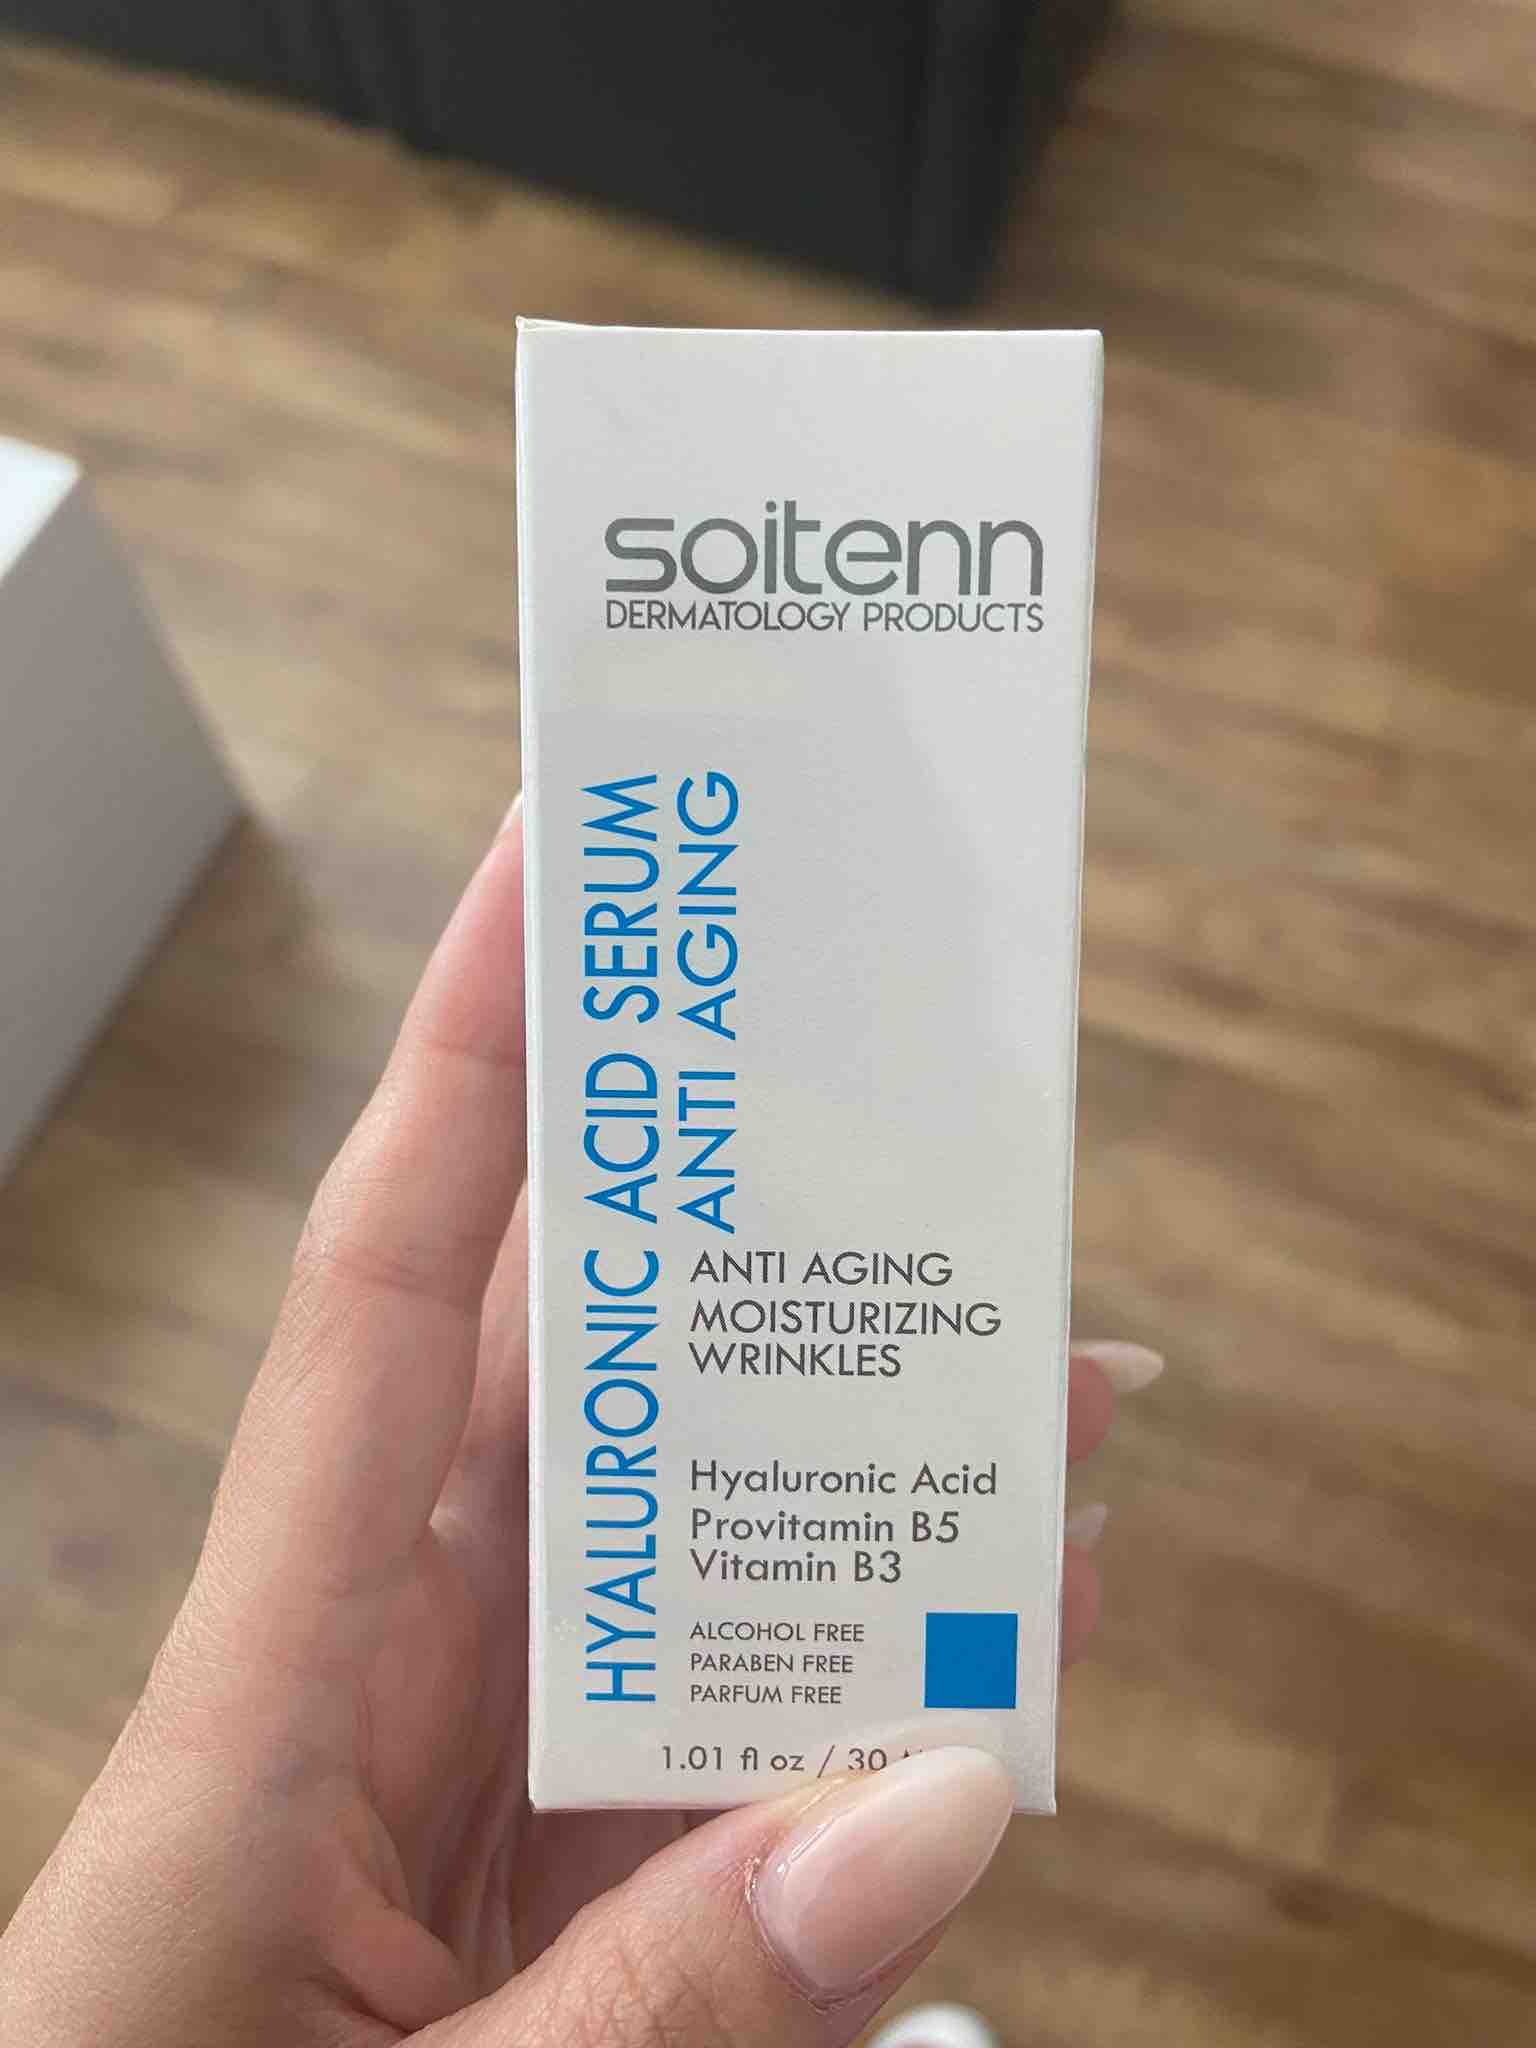 soitenn
DERMATOLOGY PRODUCTS
HYALURONIC ACID SERUM
ANTI AGING
ANTI AGING
MOISTURIZING
WRINKLES
Hyaluronic Acid
Provitamin B5
Vitamin B3
ALCOHOL FREE
PARABEN FREE
PARFUM FREE
1.01 fl oz / 30